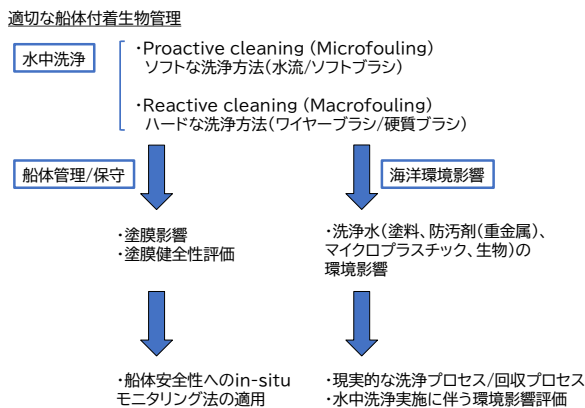 適切な船体付着生物管理
水中洗浄
・Proactive cleaning (Microfouling)
ソフトな洗浄方法(水流/ソフトブラシ)
・Reactive cleaning (Macrofouling)
ハードな洗浄方法(ワイヤーブラシ/硬質ブラシ)
船体管理/保守
海洋環境影響
・塗膜影響
・塗膜健全性評価
・洗浄水(塗料、防汚剤(重金属)、
マイクロプラスチック、生物)の
環境影響
・船体安全性へのin-situ
モニタリング法の適用
・現実的な洗浄プロセス/回収プロセス
・水中洗浄実施に伴う環境影響評価